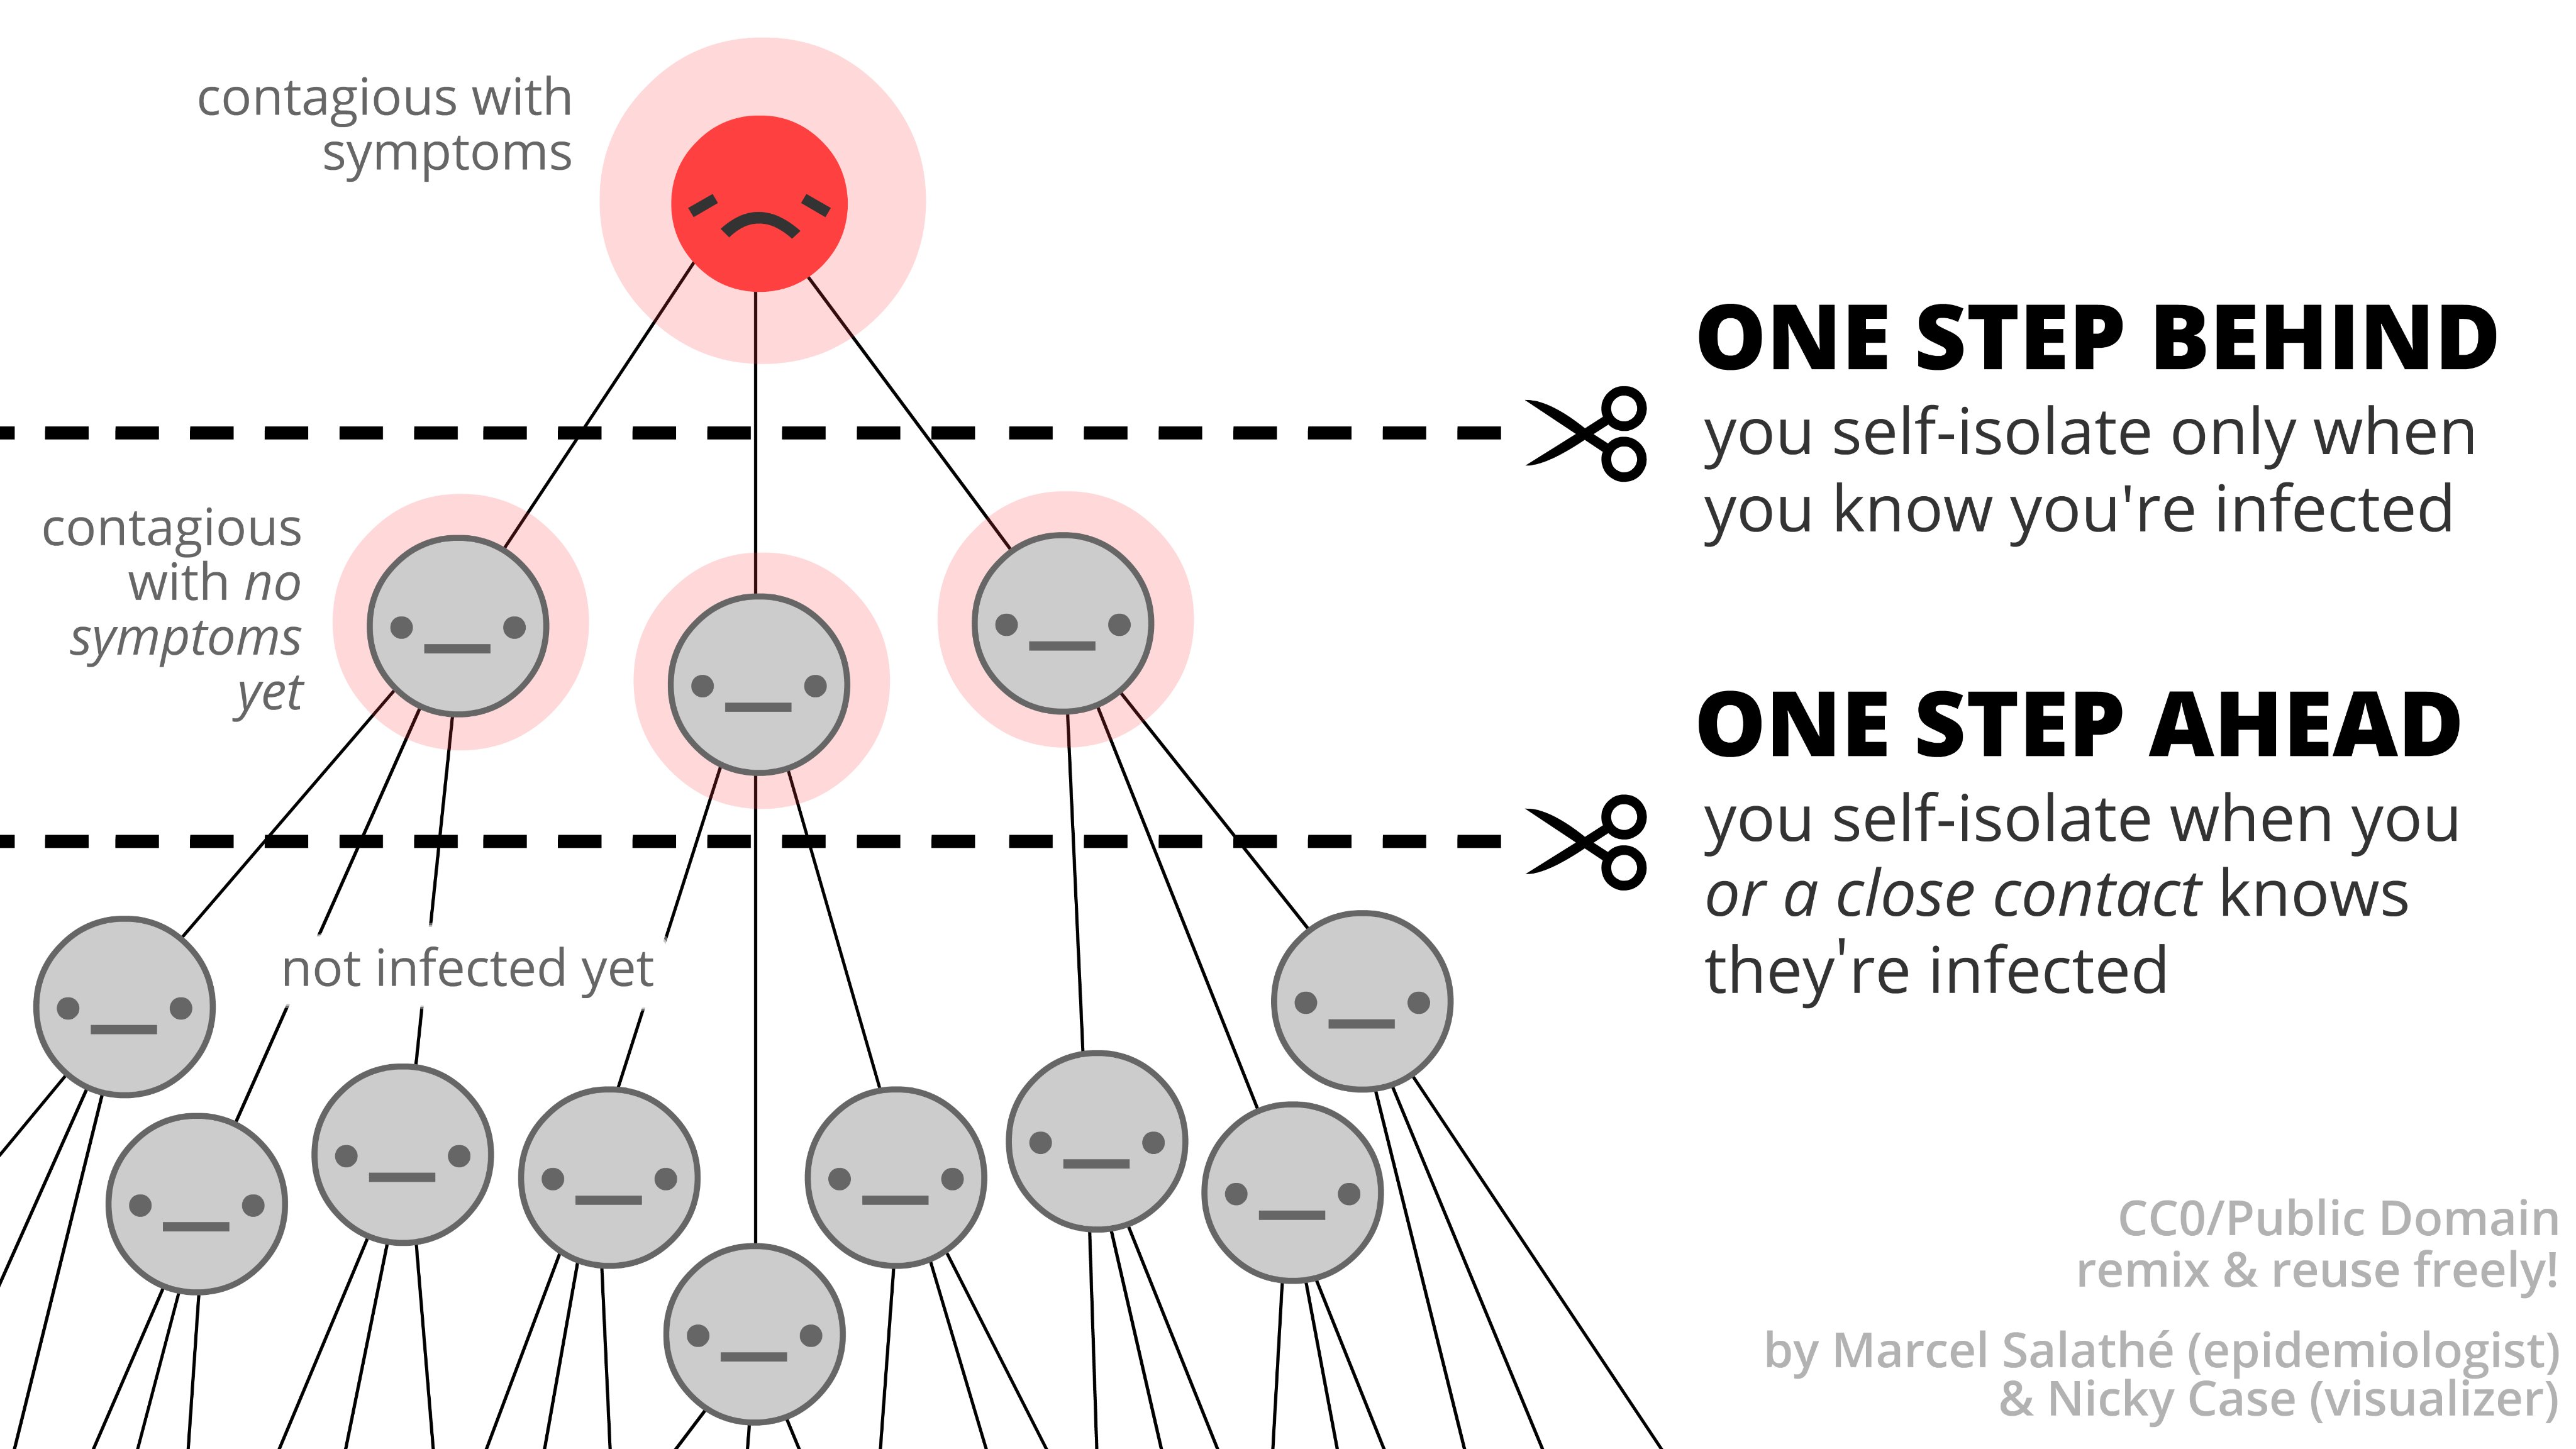 contagious with
symptoms
ONE STEP BEHIND
you self-isolate only when
you know you're infected
contagious
with no
symptoms
yet
ONE STEP AHEAD
you self-isolate when you
or a close contact knows
they're infected
not infected yet
CC0/Public Domain
remix & reuse freely!
by Marcel Salathé (epidemiologist)
& Nicky Case (visualizer)